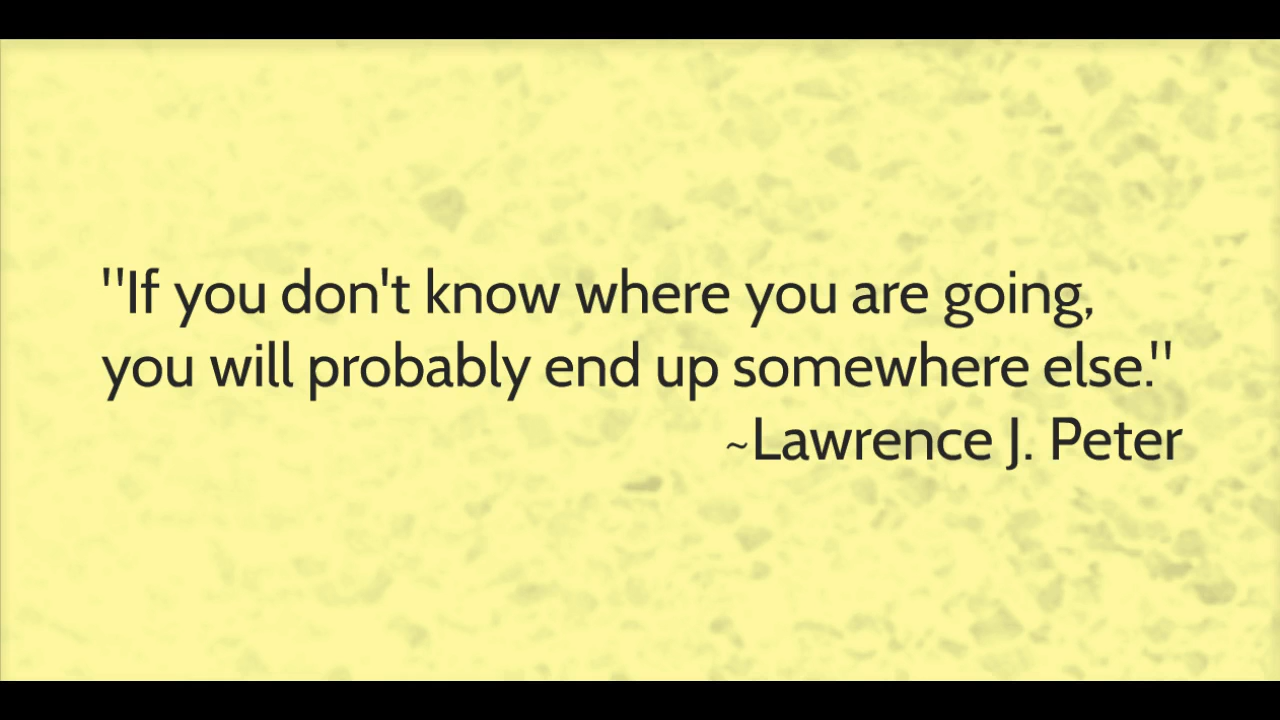 "If you don't know where you are going,
you will probably end up somewhere else."
~Lawrence J. Peter